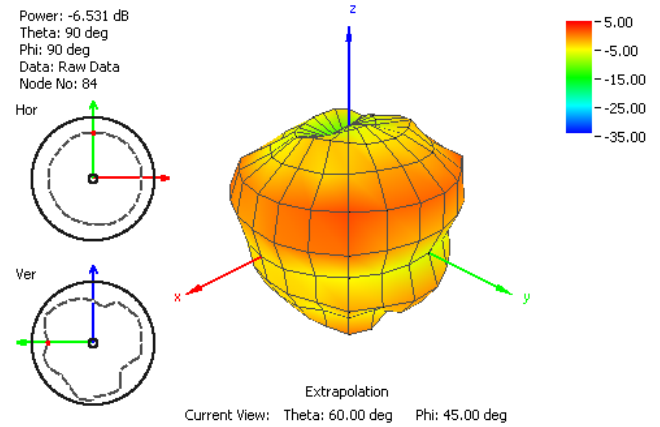 Power: -6.531 dB
Theta: 90 deg
Phi: 90 deg
Data: Raw Data
Node No: 84
Hor
Ver
z
x
y
5.00
-5.00
-15.00
-25.00
-35.00
Extrapolation
Current View: Theta: 60.00 deg Phi: 45.00 deg